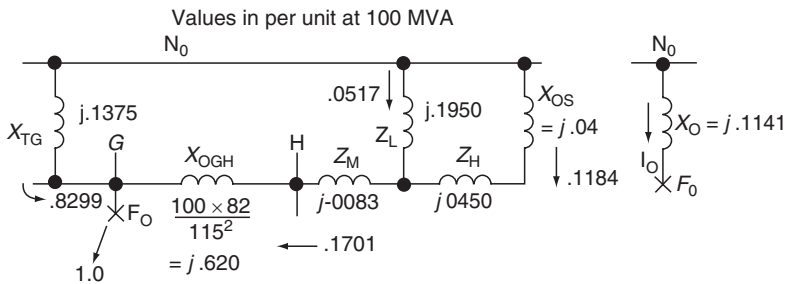 Values in per unit at 100 MVA
N0
N0
.0517
j.1375
j.1950
XOS
= j .04
XTG
G
XOGH
H
ZM
ZL
ZH
XO = j .1141
IO
F0
.8299
FO
100 × 82
115²
= j .620
j-0083
j 0450
.1184
.1701
1.0